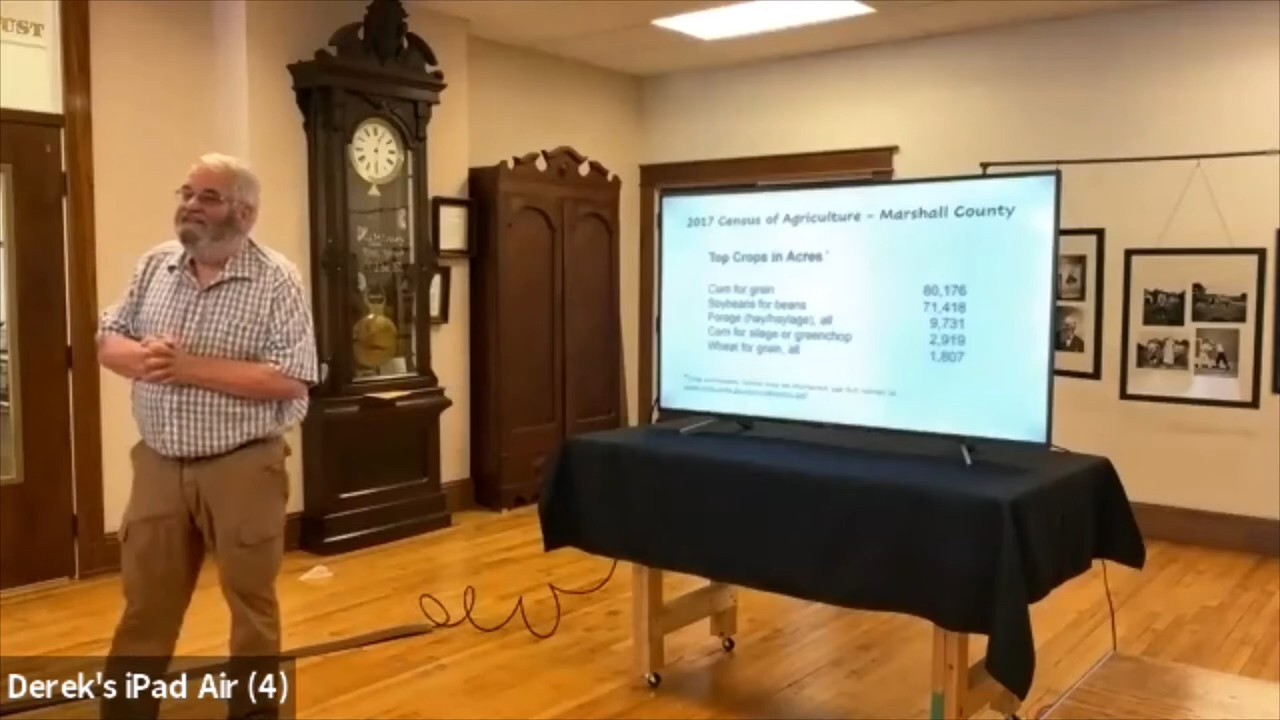 UST
2017 Census of Agriculture - Marshall County
Top Crops in Acres *
Corn for grain 80,176
Soybeans for beans 71,418
Forage (hay/haylage), all 9,731
Corn for silage or greenchop 2,919
Wheat for grain, all 1,807
Derek's iPad Air (4)